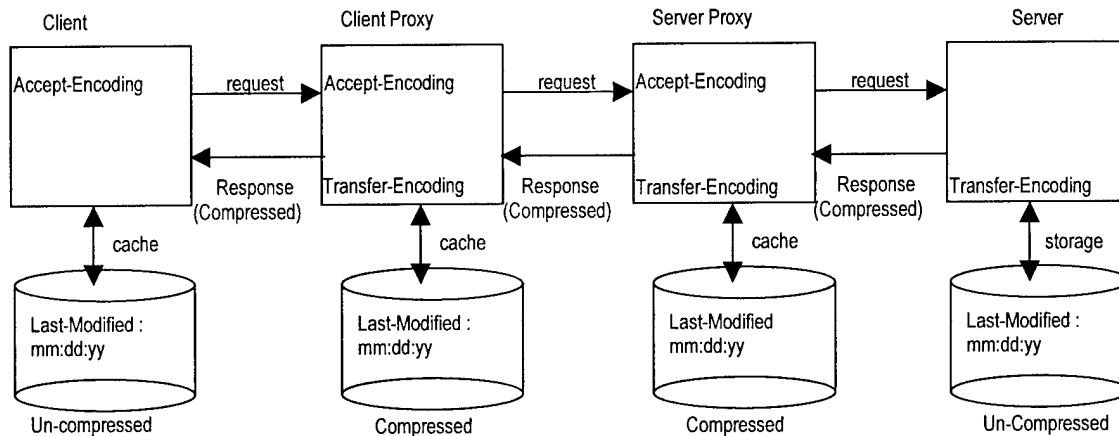 Client
Client Proxy
Server Proxy
Server
Accept-Encoding
request
Accept-Encoding
request
Accept-Encoding
request
Response
(Compressed)
Transfer-Encoding
Response
(Compressed)
Transfer-Encoding
Response
(Compressed)
Transfer-Encoding
cache
cache
cache
storage
Last-Modified :
mm:dd:yy
Last-Modified :
mm:dd:yy
Last-Modified
mm:dd:yy
Last-Modified :
mm:dd:yy
Un-compressed
Compressed
Compressed
Un-Compressed